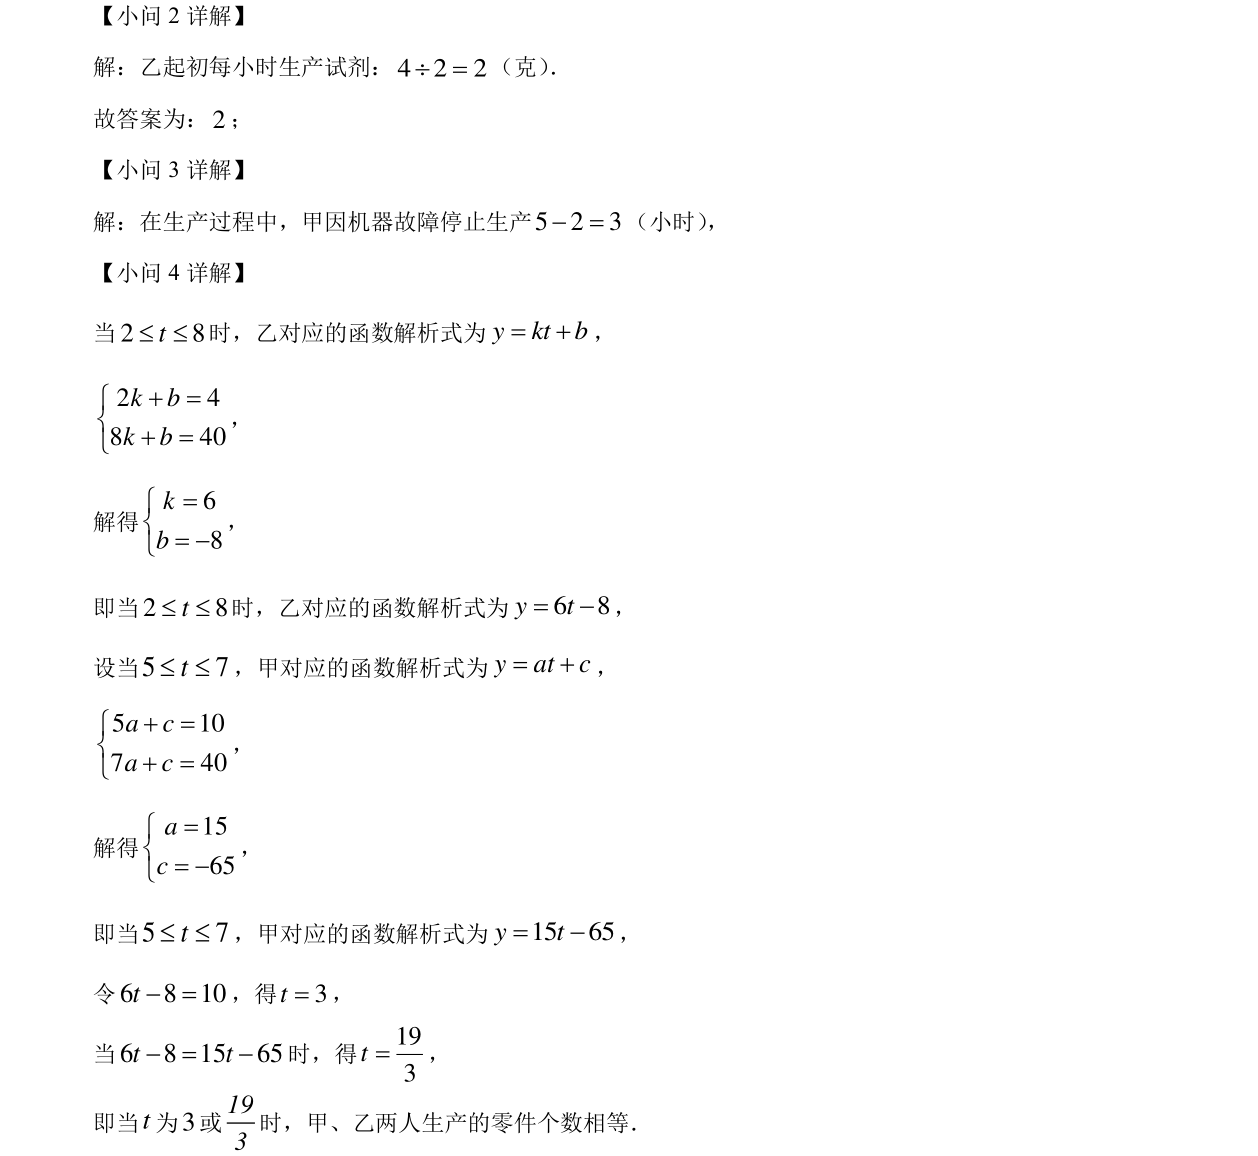 【小问 2 详解】
解：乙起初每小时生产试剂：4÷2=2（克）．
故答案为：2；
【小问 3 详解】
解：在生产过程中，甲因机器故障停止生产5−2=3（小时），
【小问 4 详解】
当2≤t≤8时，乙对应的函数解析式为y=kt+b，
{2k+b=4
8k+b=40，
解得{k=6
b=−8，
即当2≤t≤8时，乙对应的函数解析式为y=6t−8，
设当5≤t≤7，甲对应的函数解析式为y=at+c，
{5a+c=10
7a+c=40，
解得{a=15
c=−65，
即当5≤t≤7，甲对应的函数解析式为y=15t−65，
令6t−8=10，得t=3，
当6t−8=15t−65时，得t=19/3，
即当t为3或19/3时，甲、乙两人生产的零件个数相等．